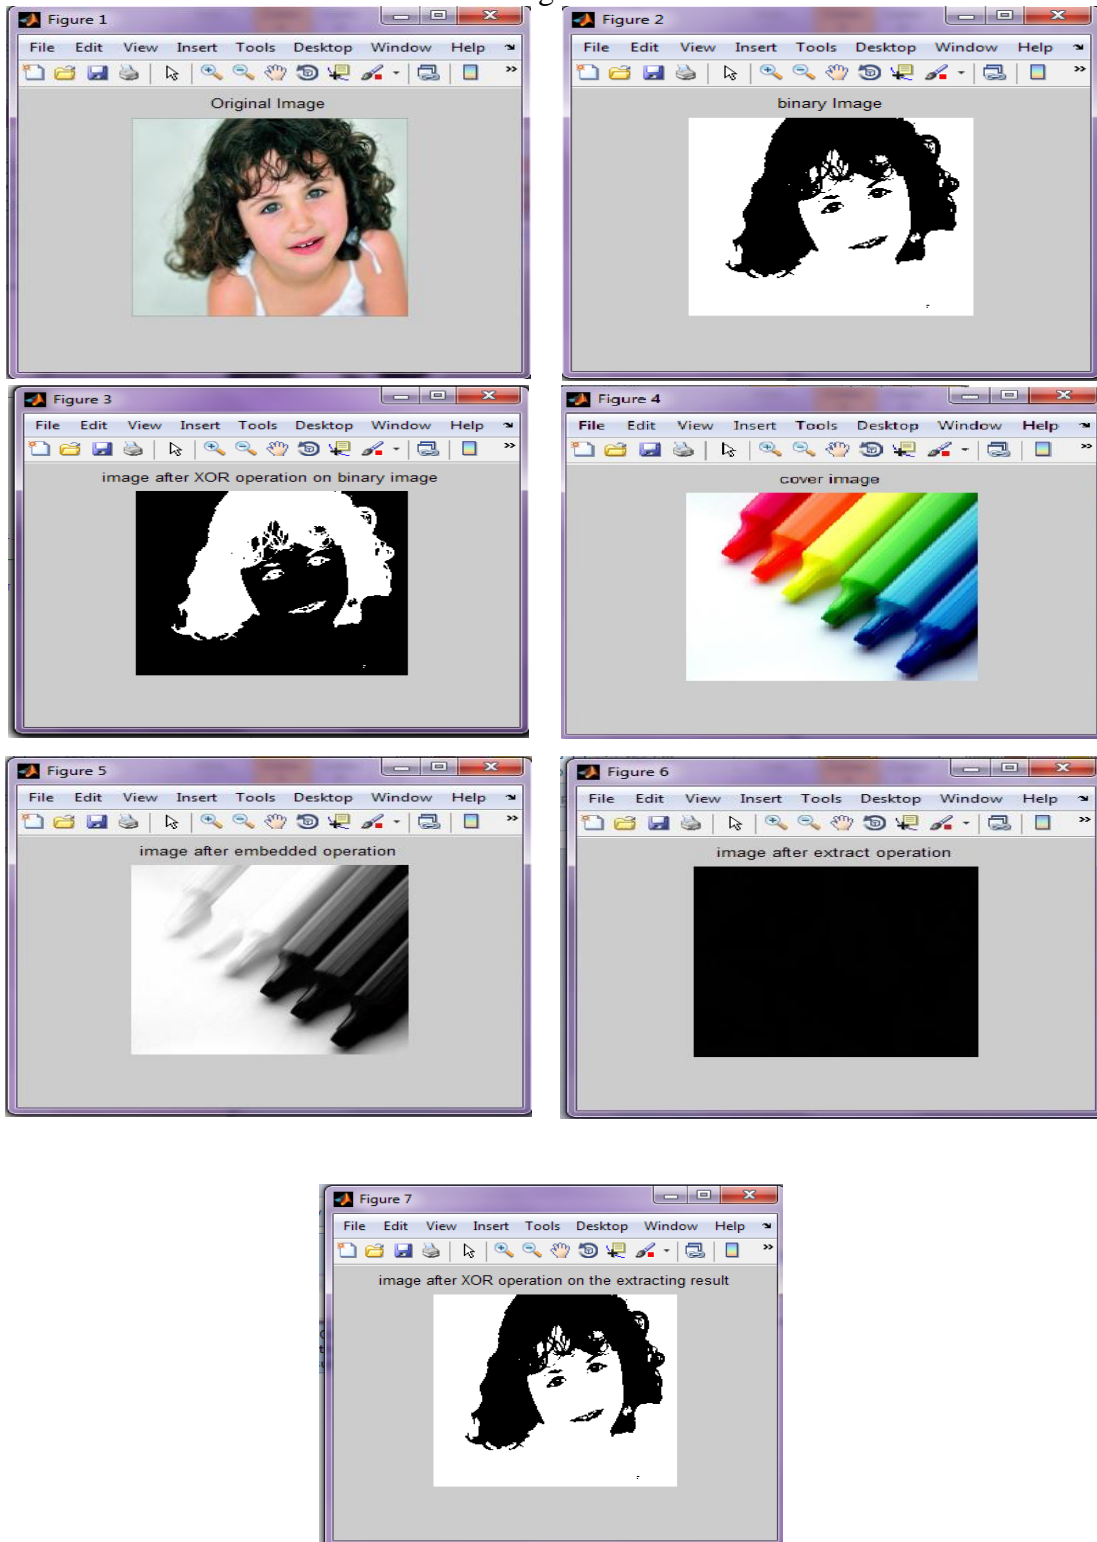 Figure 1
File Edit View Insert Tools Desktop Window Help
Original Image
Figure 2
File Edit View Insert Tools Desktop Window Help
binary Image
Figure 3
File Edit View Insert Tools Desktop Window Help
image after XOR operation on binary image
Figure 4
File Edit View Insert Tools Desktop Window Help
cover image
Figure 5
File Edit View Insert Tools Desktop Window Help
image after embedded operation
Figure 6
File Edit View Insert Tools Desktop Window Help
image after extract operation
Figure 7
File Edit View Insert Tools Desktop Window Help
image after XOR operation on the extracting result